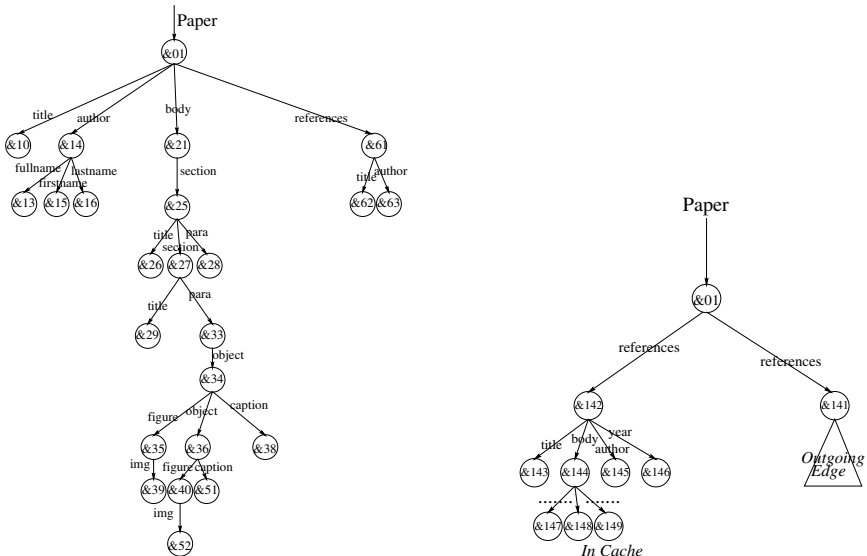 Paper
&01
title author body references
&10 &14 &21 &61
fullname firstname lastname section title author
&13 &15 &16 &25 &62 &63
title section para
&26 &27 &28
title para
&29 &33
object
&34
figure object caption
&35 &36 &38
img figure caption
&39 &40 &51
img
&52
Paper
&01
references references
&142 &141
title body author year
&143 &144 &145 &146
Outgoing
Edge
........ ........
&147 &148 &149
In Cache